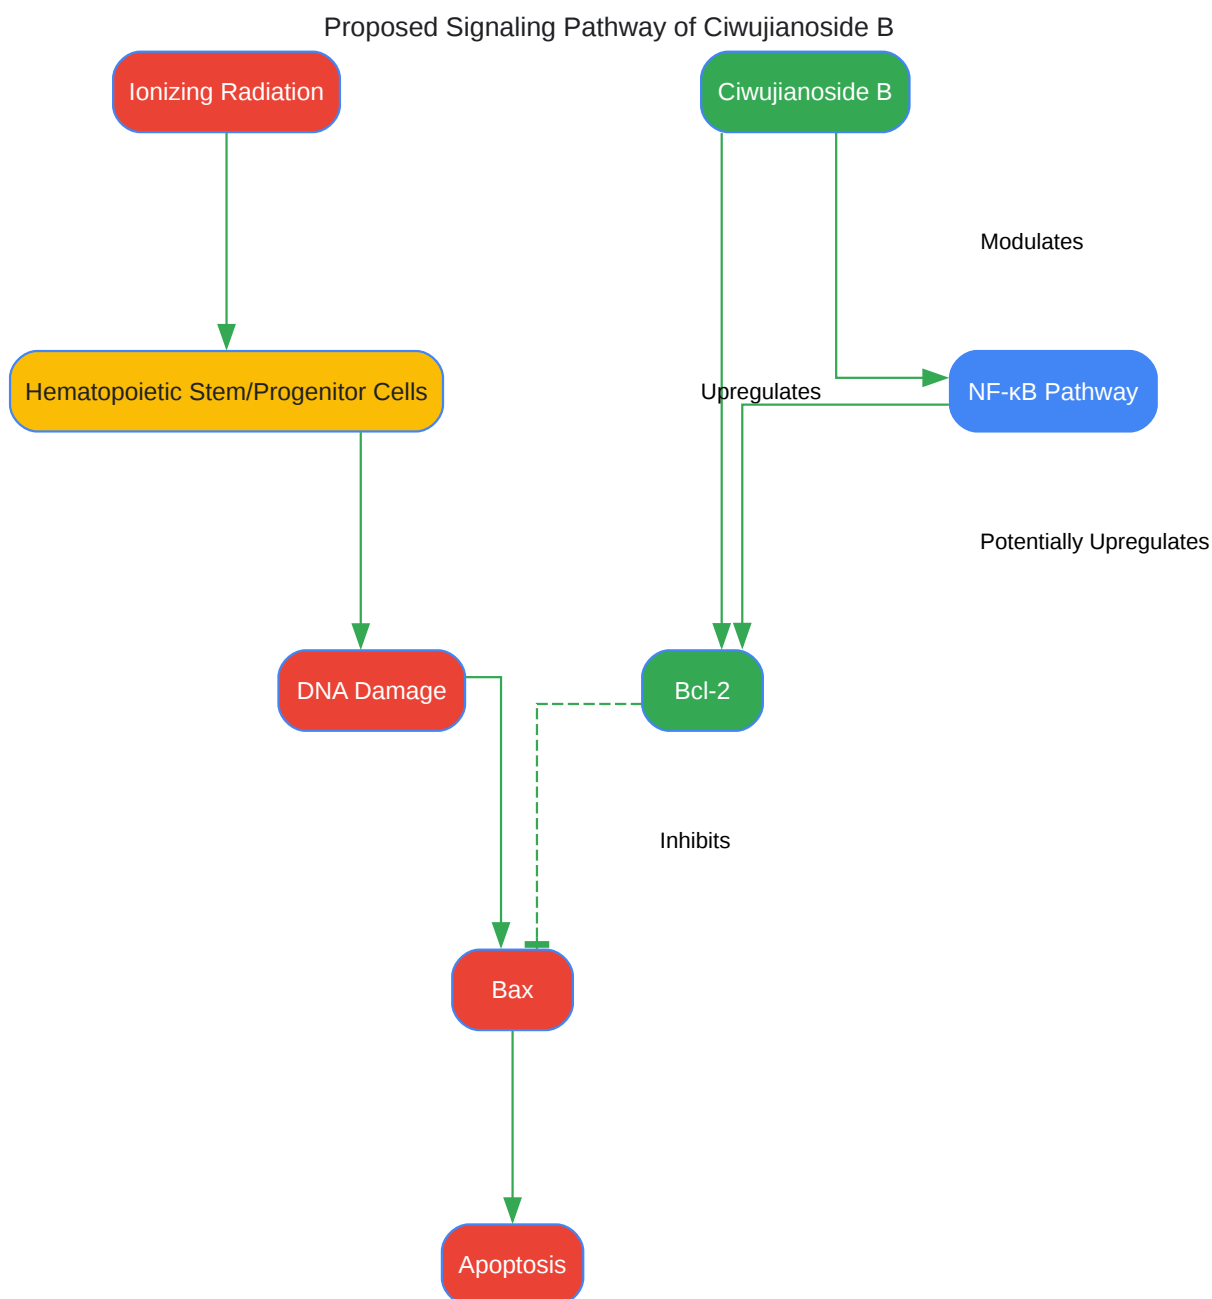 Proposed Signaling Pathway of Ciwujianoside B
Ionizing Radiation
Ciwujianoside B
Modulates
Hematopoietic Stem/Progenitor Cells
Upregulates
NF-κB Pathway
Potentially Upregulates
DNA Damage
Bcl-2
Inhibits
Bax
Apoptosis